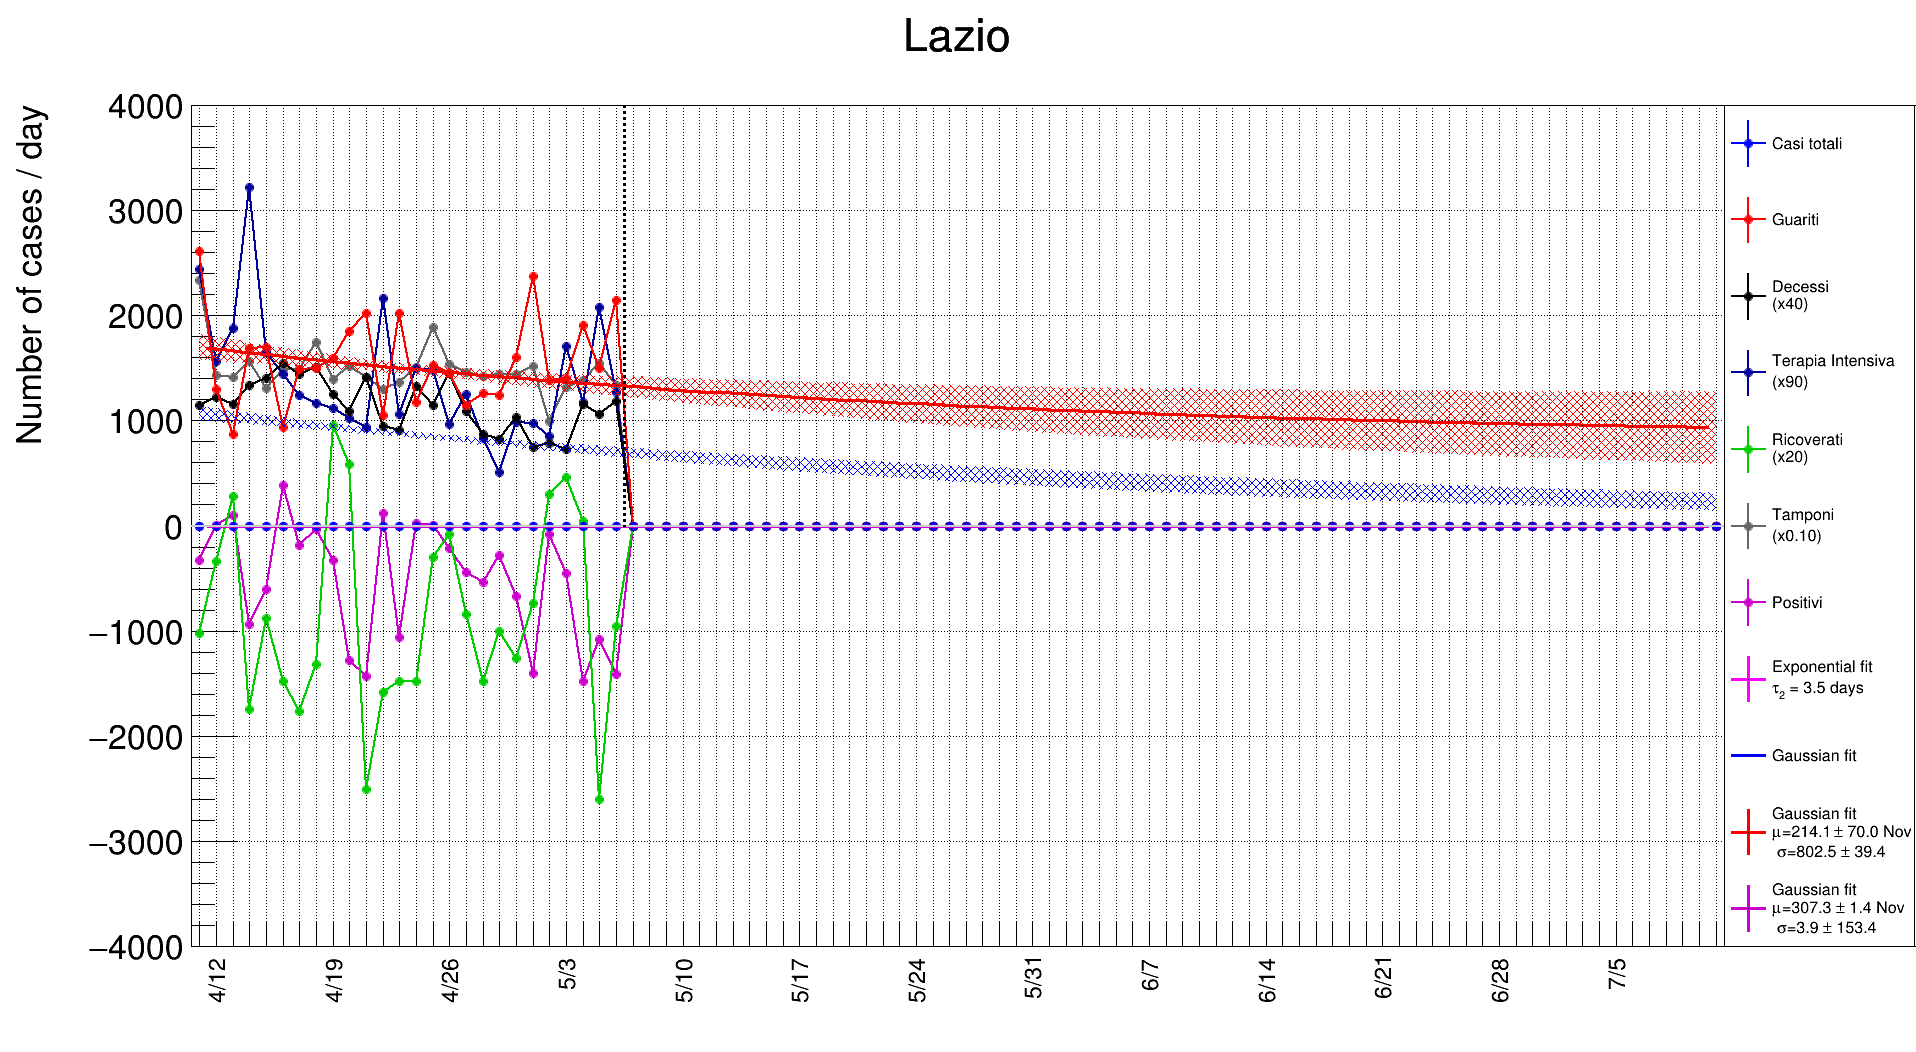 Lazio
Number of cases / day
4000
3000
2000
1000
0
−1000
−2000
−3000
−4000
4/12
4/19
4/26
5/3
5/10
5/17
5/24
5/31
6/7
6/14
6/21
6/28
7/5
Casi totali
Guariti
Decessi
(x40)
Terapia Intensiva
(x90)
Ricoverati
(x20)
Tamponi
(x0.10)
Positivi
Exponential fit
τ2 = 3.5 days
Gaussian fit
Gaussian fit
μ=214.1 ± 70.0 Nov
σ=802.5 ± 39.4
Gaussian fit
μ=307.3 ± 1.4 Nov
σ=3.9 ± 153.4